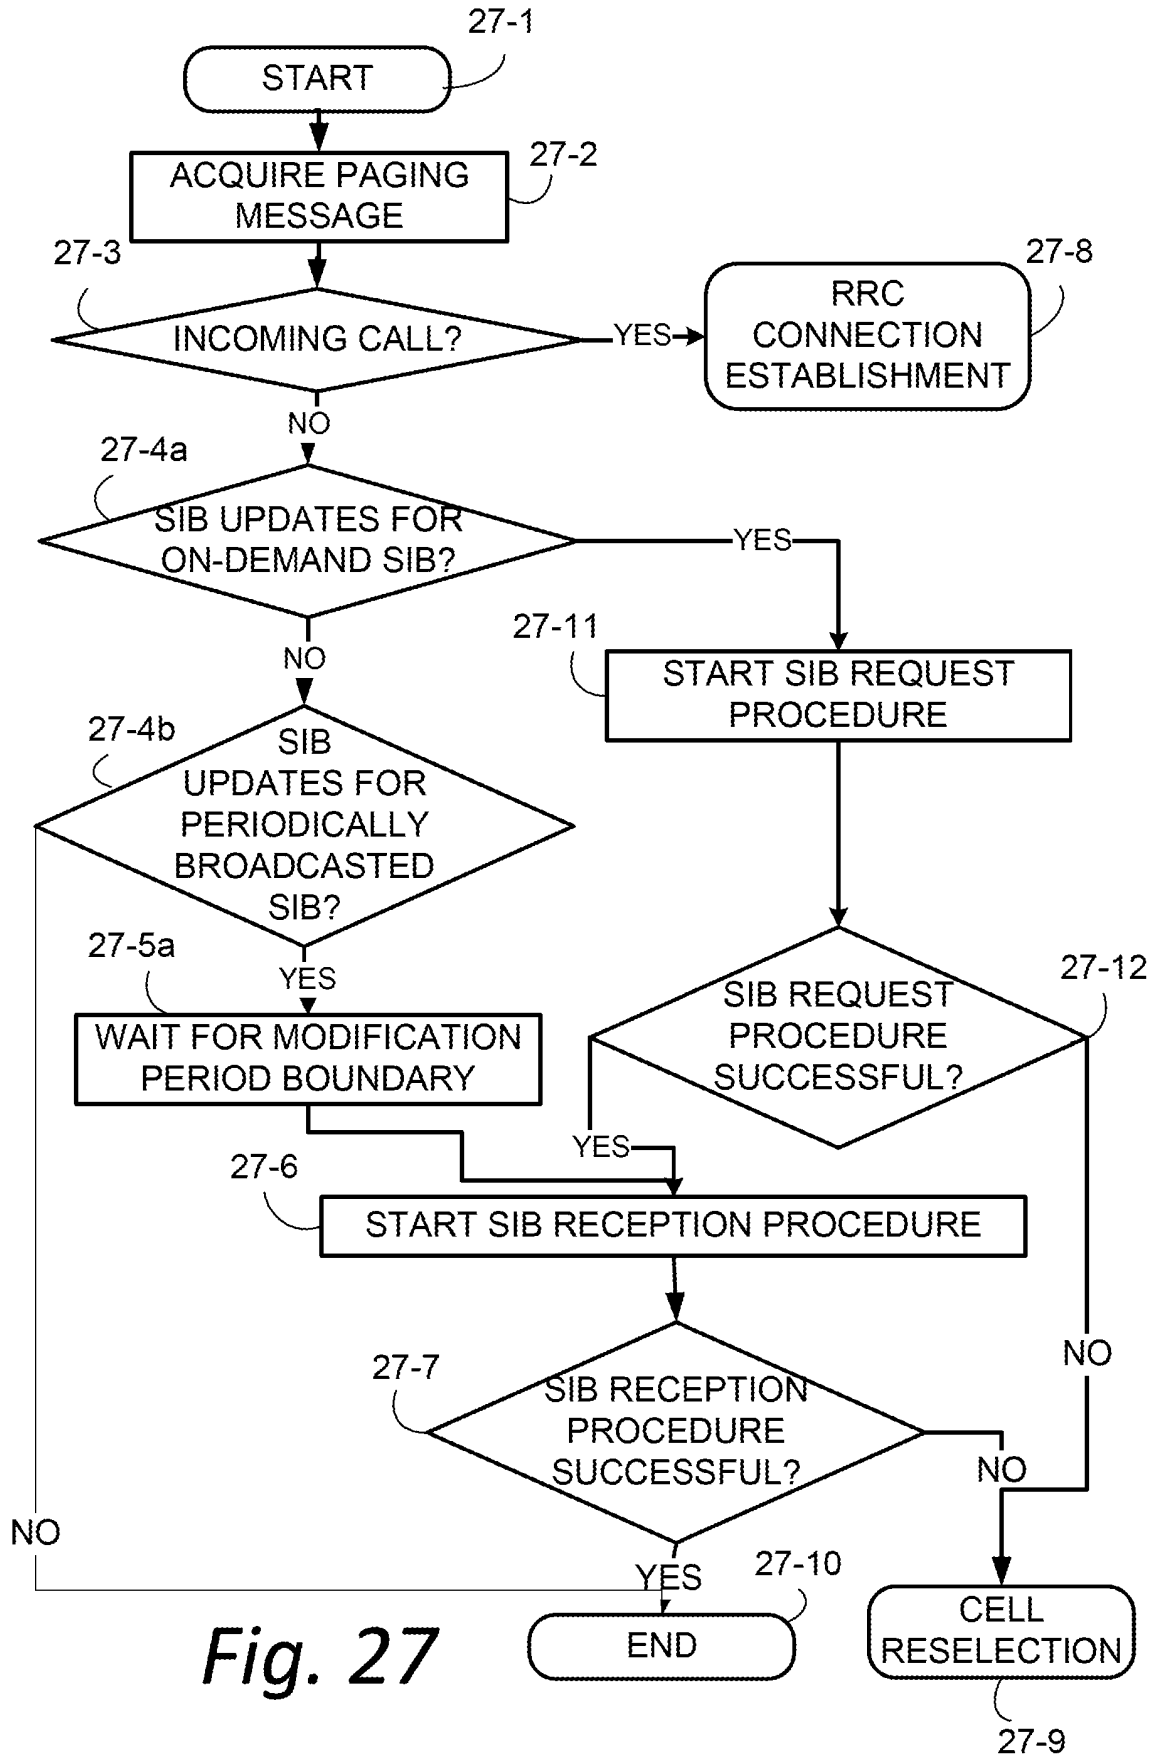 27-1
START
27-2
ACQUIRE PAGING
MESSAGE
27-3
INCOMING CALL?
YES
27-8
RRC
CONNECTION
ESTABLISHMENT
NO
27-4a
SIB UPDATES FOR
ON-DEMAND SIB?
YES
NO
27-11
START SIB REQUEST
PROCEDURE
27-4b
SIB
UPDATES FOR
PERIODICALLY
BROADCASTED
SIB?
YES
27-5a
WAIT FOR MODIFICATION
PERIOD BOUNDARY
27-12
SIB REQUEST
PROCEDURE
SUCCESSFUL?
YES
27-6
START SIB RECEPTION PROCEDURE
NO
27-7
SIB RECEPTION
PROCEDURE
SUCCESSFUL?
NO
NO
YES
27-10
END
CELL
RESELECTION
27-9
Fig. 27